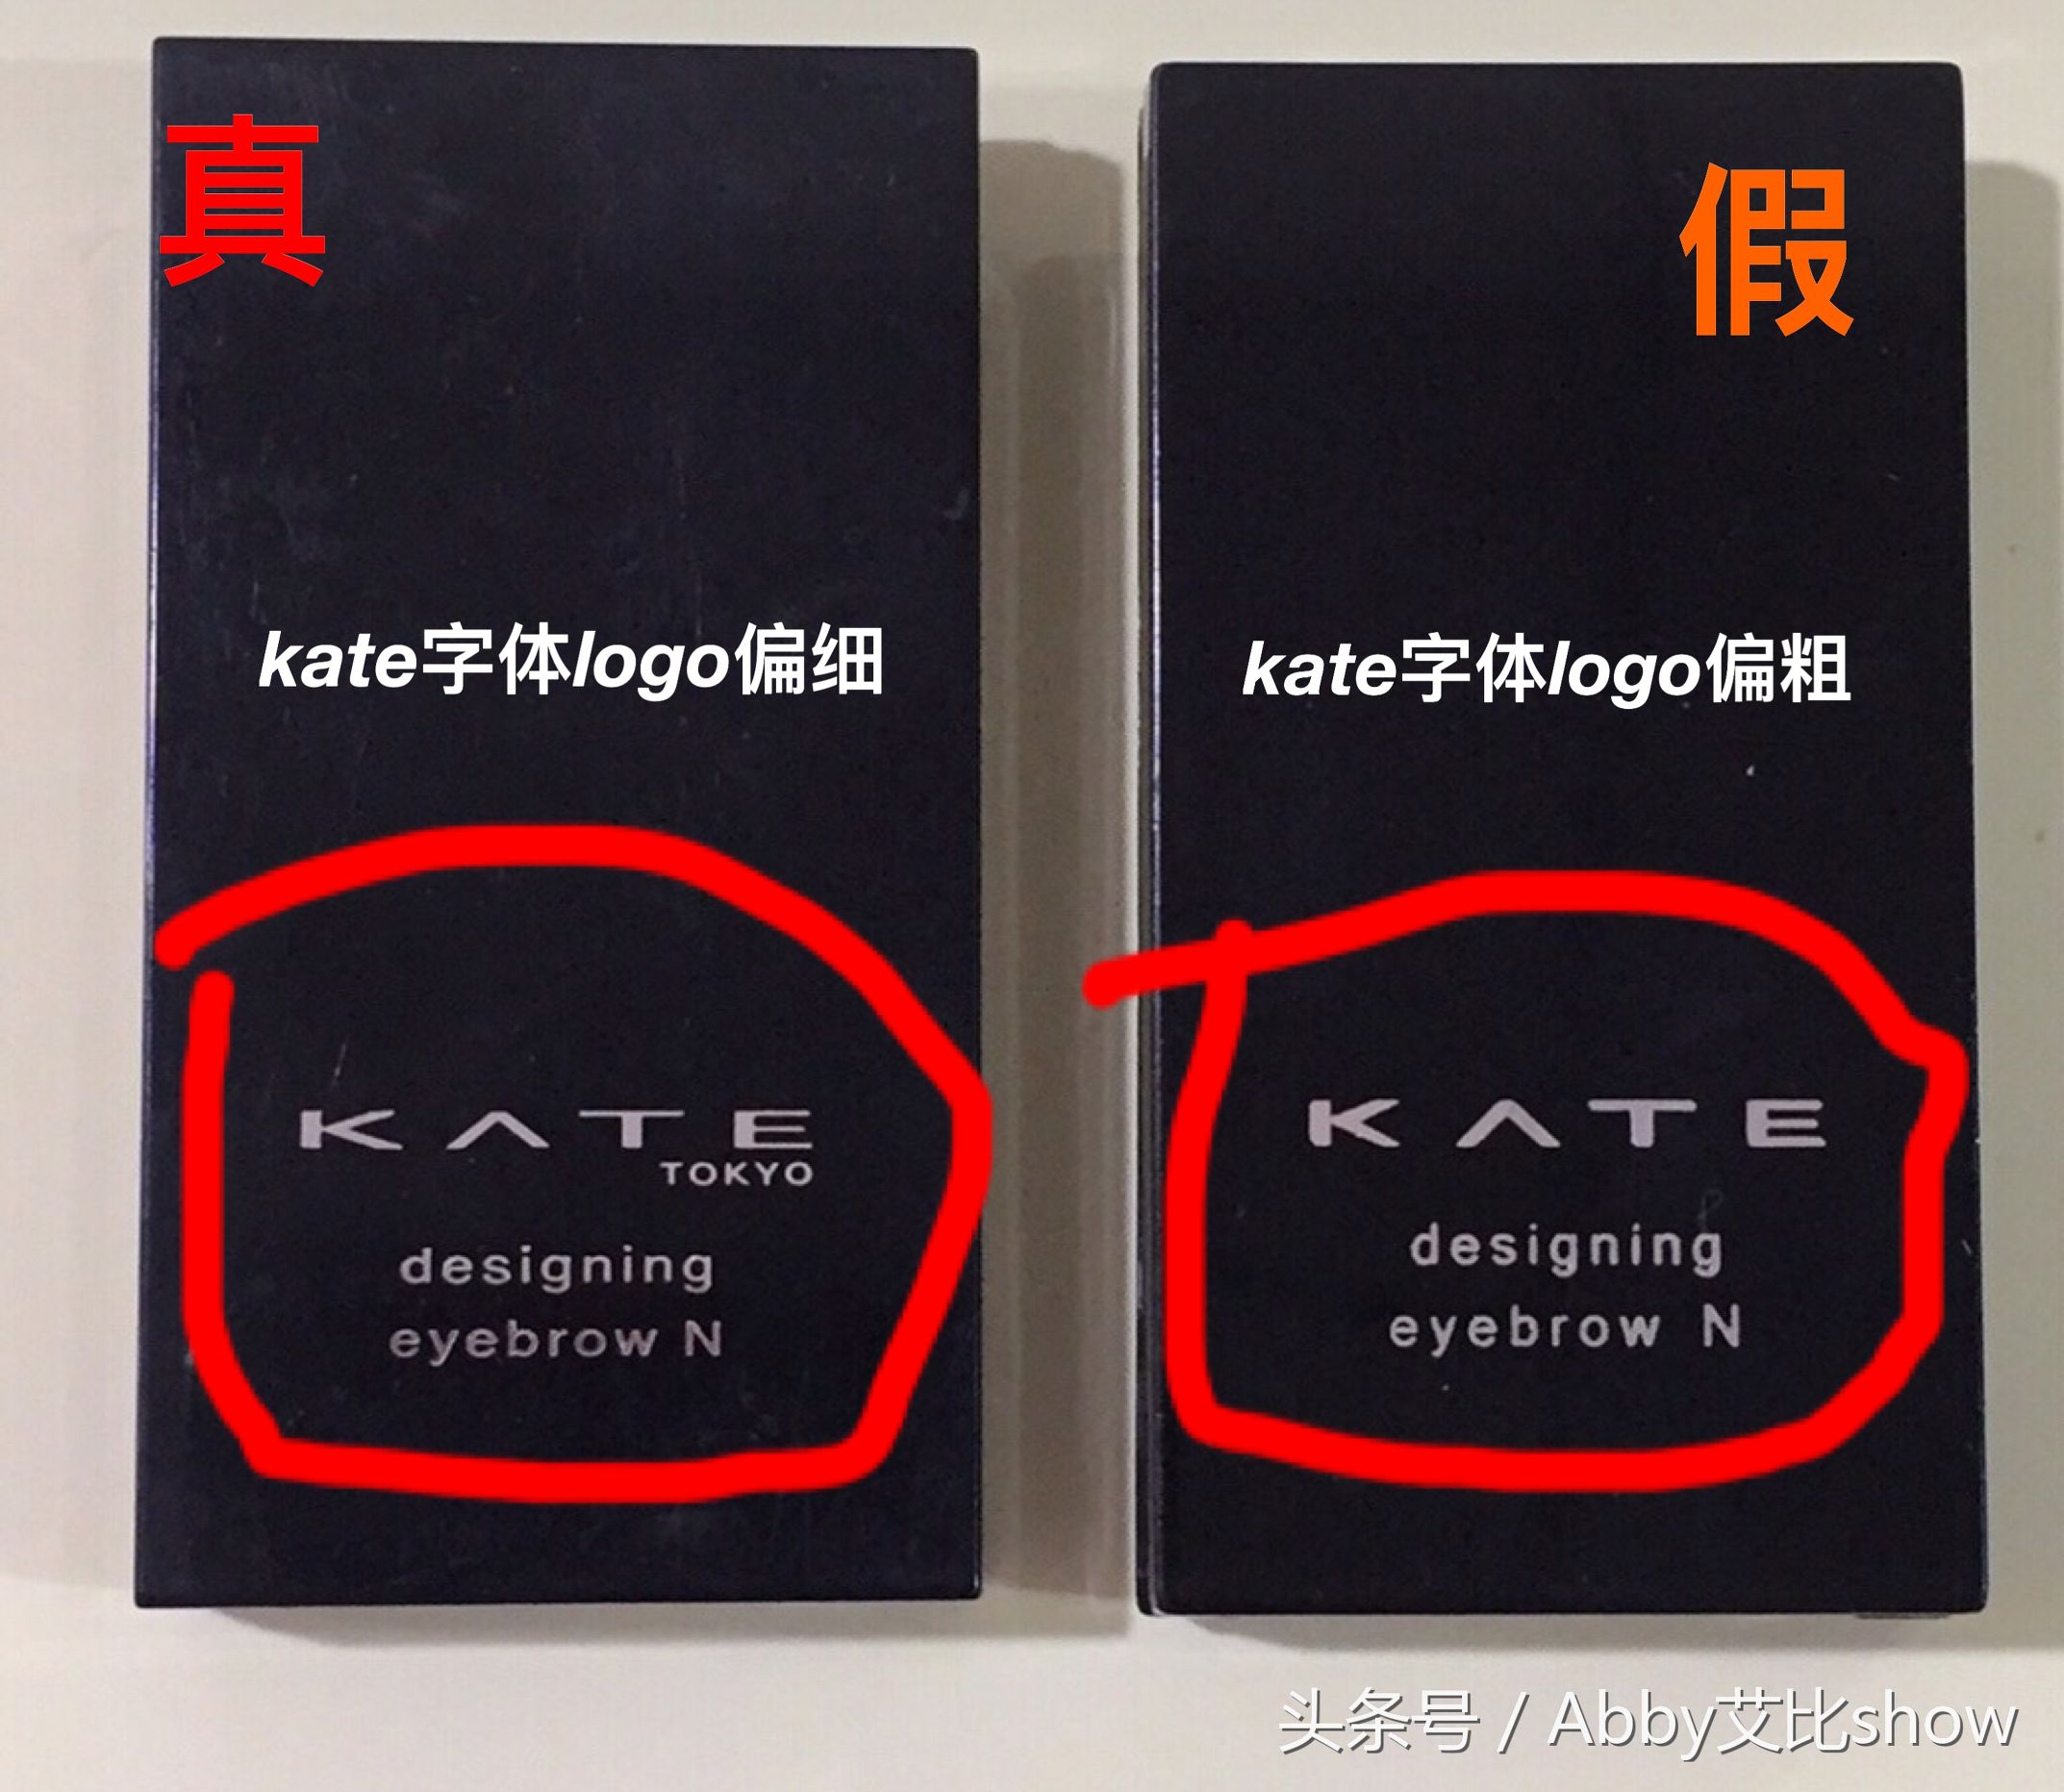 真
kate字体logo偏细
KATE
TOKYO
designing
eyebrow N
假
kate字体logo偏粗
KATE
designing
eyebrow N
头条号 / Abby艾比show